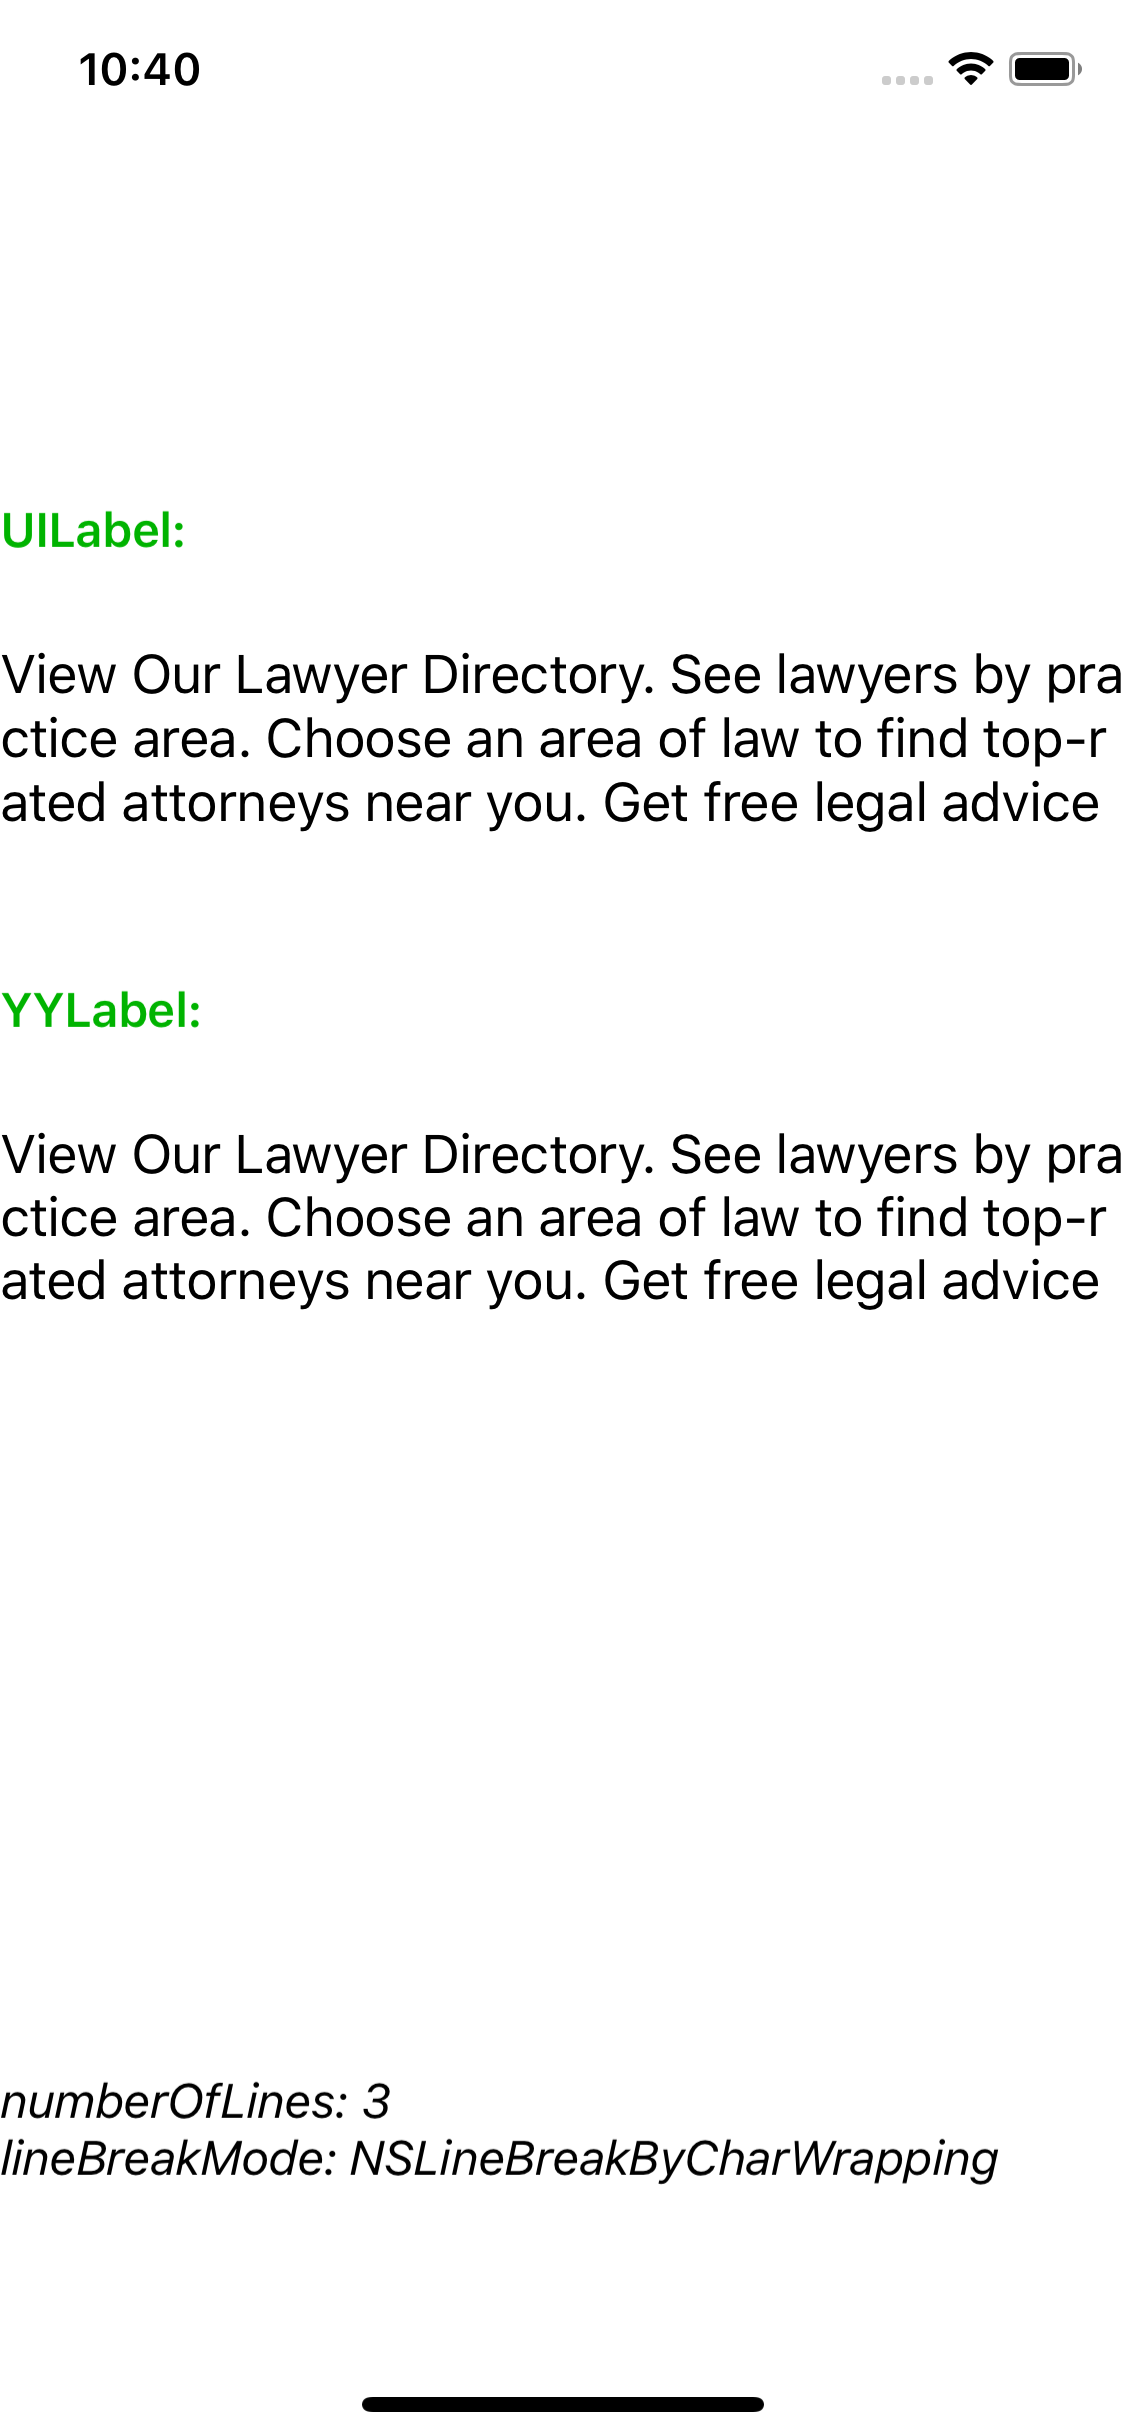 10:40
UILabel:
View Our Lawyer Directory. See lawyers by pra
ctice area. Choose an area of law to find top-r
ated attorneys near you. Get free legal advice
YYLabel:
View Our Lawyer Directory. See lawyers by pra
ctice area. Choose an area of law to find top-r
ated attorneys near you. Get free legal advice
numberOfLines: 3
lineBreakMode: NSLineBreakByCharWrapping